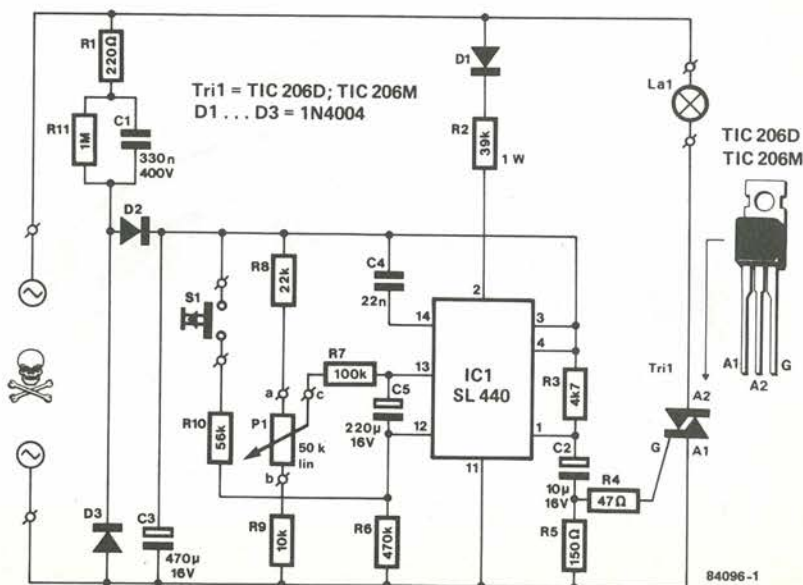 R1
220Ω
R11
1M
C1
330n
400V
Tri1 = TIC 206D; TIC 206M
D1 . . . D3 = 1N4004
D1
R2
39k
1 W
La1
TIC 206D
TIC 206M
A1
A2
G
D2
S1
R8
22k
C4
22n
14
2
3
4
13
12
11
1
IC1
SL 440
R7
100k
a
c
b
P1
50 k
lin
C5
220µ
16V
R10
56k
R3
4k7
C2
10µ
16V
R4
47Ω
R5
150Ω
Tri1
A2
G
A1
D3
C3
470µ
16V
R9
10k
R6
470k
84096-1